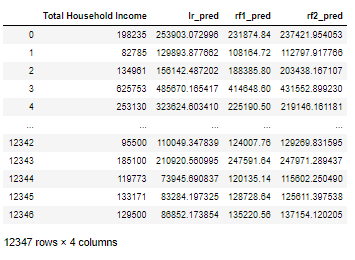 Total Household Income lr_pred rf1_pred rf2_pred
0 198235 253903.072996 231874.84 237421.954053
1 82785 129893.877662 108164.72 112797.917766
2 134961 156142.487202 188385.80 203438.167107
3 625753 485670.165417 414648.60 431552.899230
4 253130 323624.603410 225190.50 219146.161181
... ... ... ... ...
12342 95500 110049.347839 124007.76 129269.831595
12343 185100 210920.560995 247591.64 247971.289437
12344 119773 73945.690837 120135.14 115602.250490
12345 133171 83284.197325 128728.64 125611.397538
12346 129500 86852.173854 135220.56 137154.120205
12347 rows × 4 columns